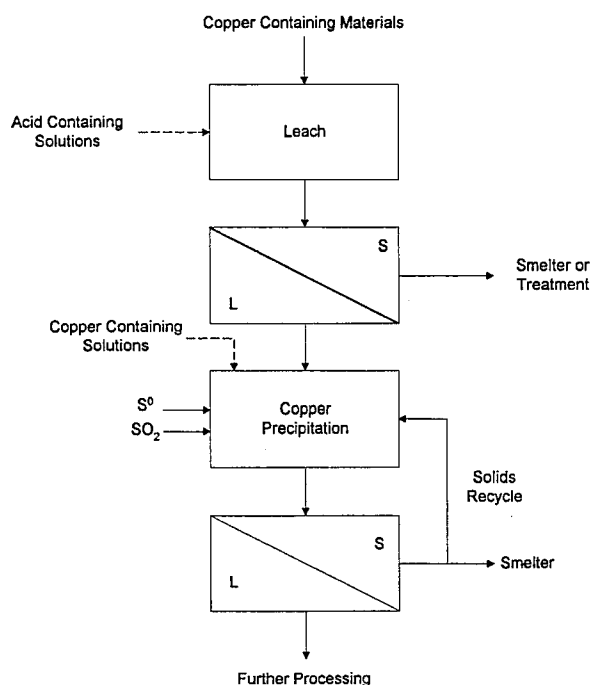 Copper Containing Materials
Acid Containing
Solutions
Leach
S
L
Smelter or
Treatment
Copper Containing
Solutions
S⁰
SO₂
Copper
Precipitation
Solids
Recycle
S
L
Smelter
Further Processing